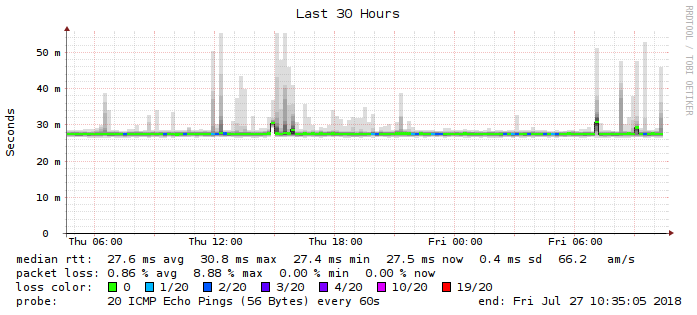 Last 30 Hours
RRDTOOL / TOBI OETIKER
Seconds
50 m
40 m
30 m
20 m
10 m
0
Thu 06:00 Thu 12:00 Thu 18:00 Fri 00:00 Fri 06:00
median rtt: 27.6 ms avg 30.8 ms max 27.4 ms min 27.5 ms now 0.4 ms sd 66.2 am/s
packet loss: 0.86 % avg 8.88 % max 0.00 % min 0.00 % now
loss color: 0 1/20 2/20 3/20 4/20 10/20 19/20
probe: 20 ICMP Echo Pings (56 Bytes) every 60s end: Fri Jul 27 10:35:05 2018